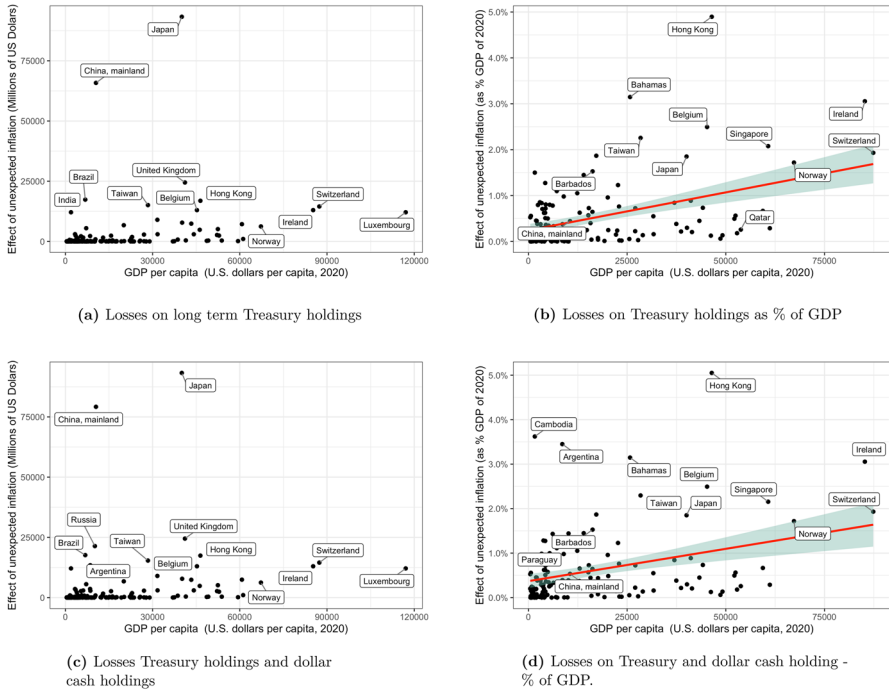 Effect of unexpected inflation (Millions of US Dolars)
75000
50000
25000
0
Japan
China, mainland
Brazil
India
United Kingdom
Taiwan
Belgium
Hong Kong
Switzerland
Ireland
Luxembourg
Norway
0
30000
60000
90000
120000
GDP per capita (U.S. dollars per capita, 2020)
(a) Losses on long term Treasury holdings
Effect of unexpected inflation (as % GDP of 2020)
5.0%
4.0%
3.0%
2.0%
1.0%
0.0%
Hong Kong
Bahamas
Belgium
Ireland
Taiwan
Singapore
Switzerland
Japan
Barbados
Norway
Qatar
China, mainland
0
25000
50000
75000
GDP per capita (U.S. dollars per capita, 2020)
(b) Losses on Treasury holdings as % of GDP
Effect of unexpected inflation (Millions of US Dolars)
75000
50000
25000
0
Japan
China, mainland
Russia
Brazil
Taiwan
United Kingdom
Hong Kong
Belgium
Switzerland
Argentina
Ireland
Luxembourg
Norway
0
30000
60000
90000
120000
GDP per capita (U.S. dollars per capita, 2020)
(c) Losses Treasury holdings and dollar
cash holdings
Effect of unexpected inflation (as % GDP of 2020)
5.0%
4.0%
3.0%
2.0%
1.0%
0.0%
Hong Kong
Cambodia
Argentina
Bahamas
Belgium
Ireland
Singapore
Taiwan
Japan
Switzerland
Barbados
Norway
Paraguay
China, mainland
0
25000
50000
75000
GDP per capita (U.S. dollars per capita, 2020)
(d) Losses on Treasury and dollar cash holding -
% of GDP.